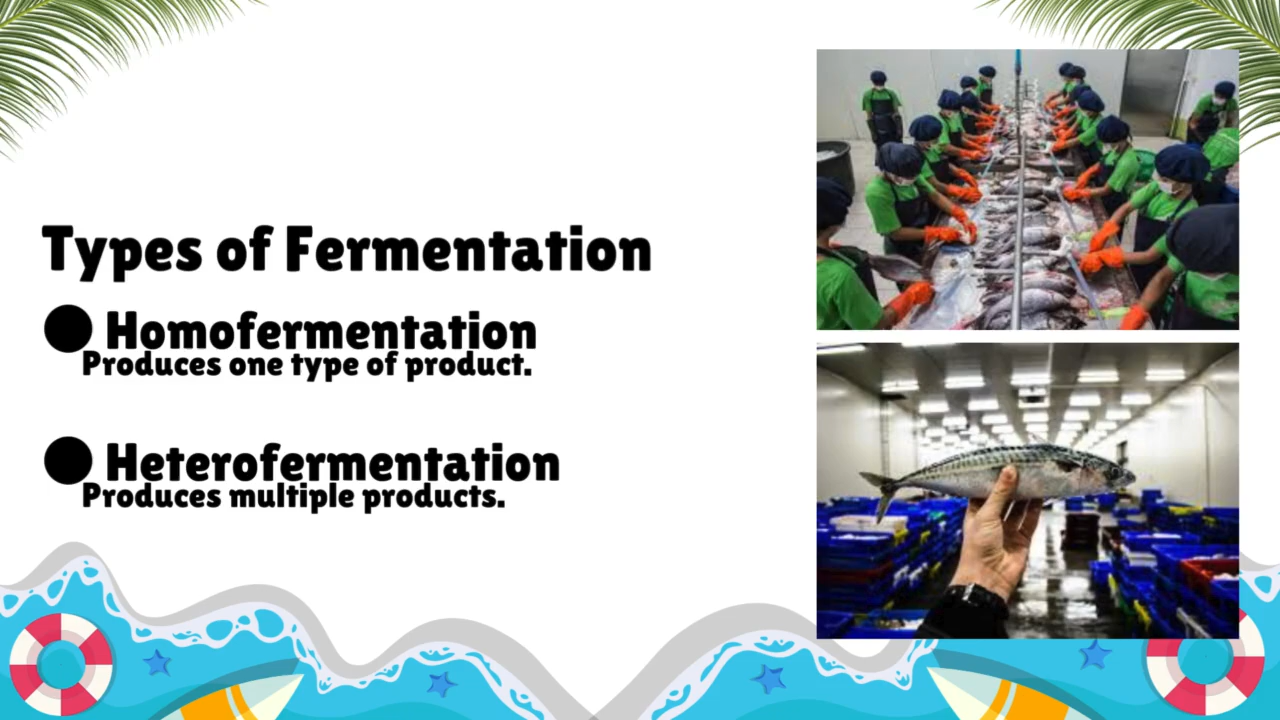 Types of Fermentation
● Homofermentation
Produces one type of product.
● Heterofermentation
Produces multiple products.